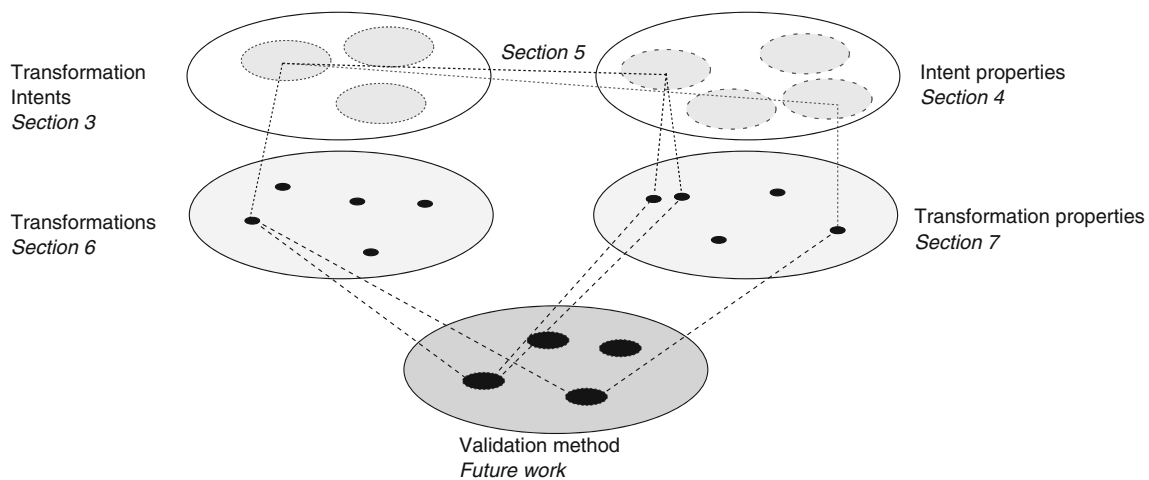 Transformation
Intents
Section 3
Section 5
Intent properties
Section 4
Transformations
Section 6
Transformation properties
Section 7
Validation method
Future work